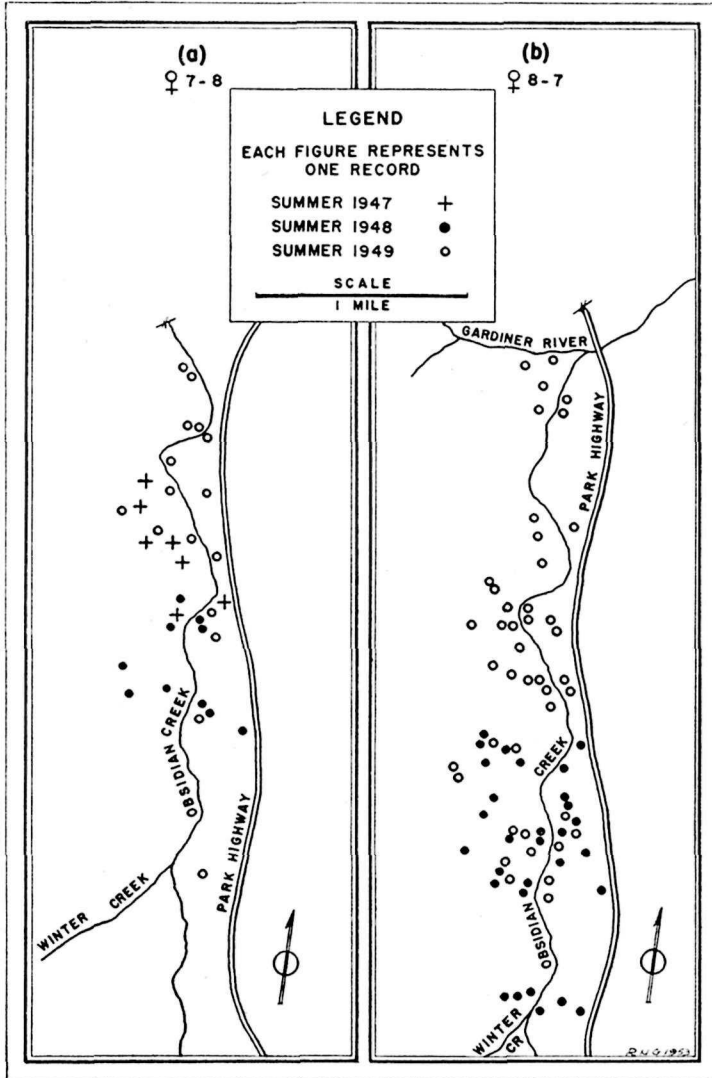 (a)
♀ 7-8
(b)
♀ 8-7
LEGEND
EACH FIGURE REPRESENTS
ONE RECORD
SUMMER 1947 +
SUMMER 1948 ●
SUMMER 1949 ○
SCALE
1 MILE
GARDINER RIVER
PARK HIGHWAY
OBSIDIAN CREEK
PARK HIGHWAY
WINTER CREEK
CREEK
OBSIDIAN
WINTER
CR
R N G 1952